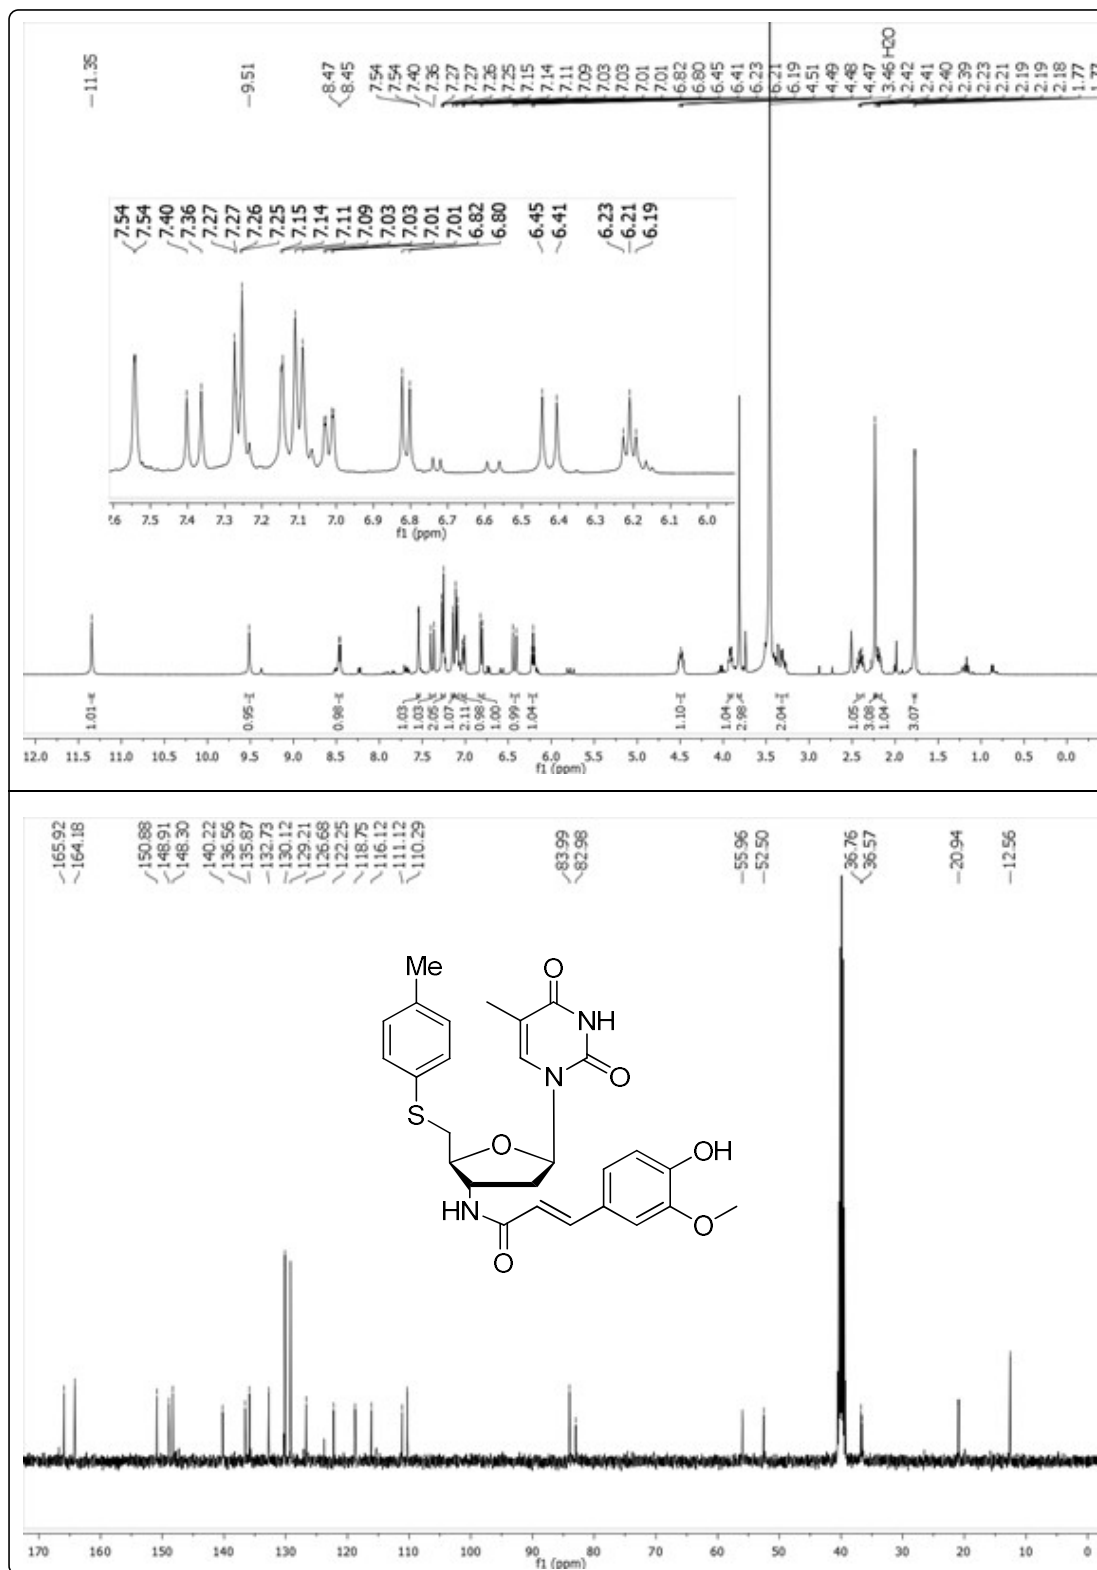 11.35 9.51 8.47 8.45 7.54 7.54 7.40 7.36 7.27 7.27 7.26 7.25 7.15 7.14 7.11 7.09 7.03 7.03 7.01 7.01 6.82 6.80 6.45 6.41 6.23 6.21 6.19 4.51 4.49 4.48 4.47 3.46 H2O 2.42 2.41 2.40 2.39 2.23 2.21 2.19 2.19 2.18 1.77 1.77
7.54 7.54 7.40 7.36 7.27 7.27 7.26 7.25 7.15 7.14 7.11 7.09 7.03 7.03 7.01 7.01 6.82 6.80 6.45 6.41 6.23 6.21 6.19
7.6 7.5 7.4 7.3 7.2 7.1 7.0 6.9 6.8 6.7 6.6 6.5 6.4 6.3 6.2 6.1 6.0
f1 (ppm)
1.01 0.95 0.98 1.03 1.03 2.05 1.07 2.11 0.98 1.00 0.99 1.04 1.10 1.04 2.98 2.04 1.05 3.08 1.04 3.07
12.0 11.5 11.0 10.5 10.0 9.5 9.0 8.5 8.0 7.5 7.0 6.5 6.0 5.5 5.0 4.5 4.0 3.5 3.0 2.5 2.0 1.5 1.0 0.5 0.0
f1 (ppm)
165.92 164.18 150.88 148.91 148.30 140.22 136.56 135.87 132.73 130.12 129.21 126.68 122.25 118.75 116.12 111.12 110.29 83.99 82.98 55.96 52.50 36.76 36.57 20.94 12.56
Me
O
NH
N
O
S
O
OH
HN
O
O
170 160 150 140 130 120 110 100 90 80 70 60 50 40 30 20 10 0
f1 (ppm)